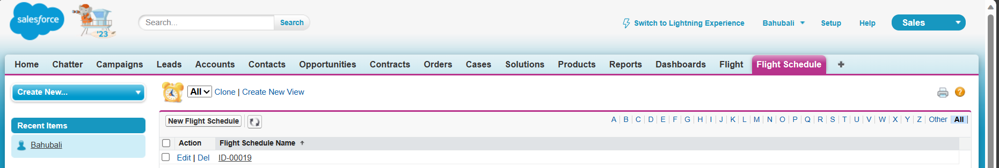 salesforce
'23
Search...
Search
Switch to Lightning Experience
Bahubali
Setup
Help
Sales
Home Chatter Campaigns Leads Accounts Contacts Opportunities Contracts Orders Cases Solutions Products Reports Dashboards Flight Flight Schedule +
Create New...
All Clone | Create New View
?
Recent Items
Bahubali
New Flight Schedule
A | B | C | D | E | F | G | H | I | J | K | L | M | N | O | P | Q | R | S | T | U | V | W | X | Y | Z | Other | All
Action Flight Schedule Name ↑
Edit | Del ID-00019